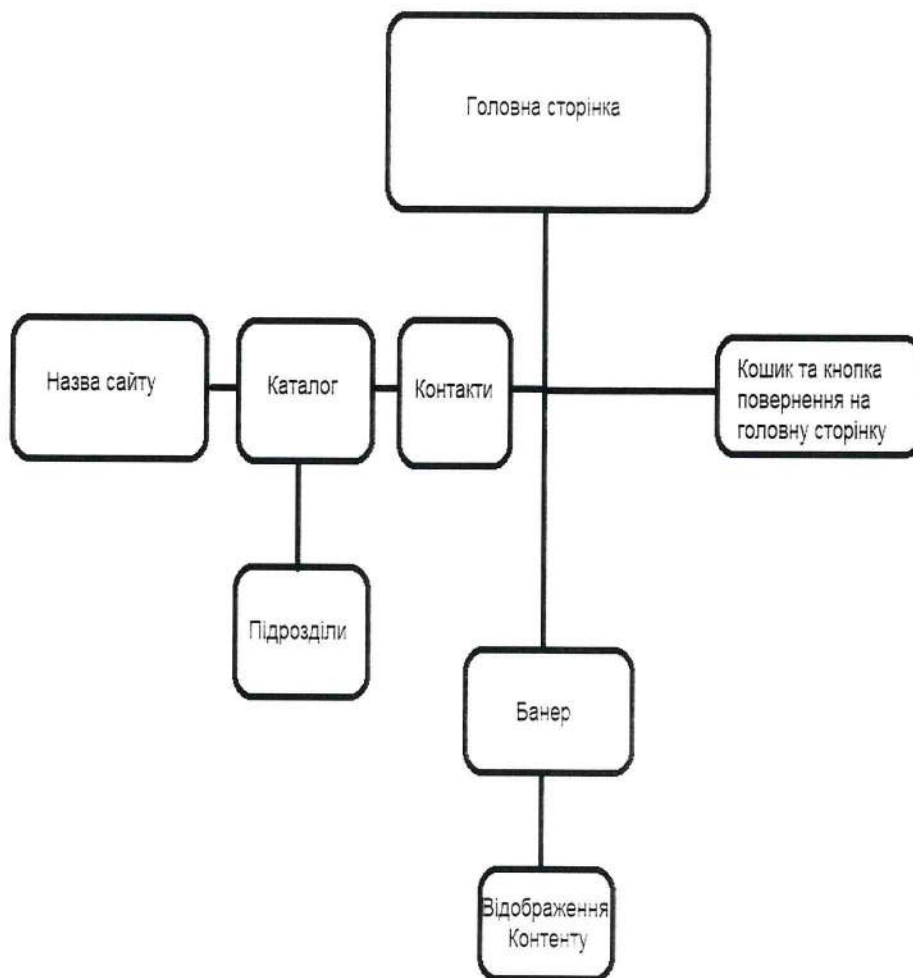 Головна сторінка
Назва сайту
Каталог
Контакти
Кошик та кнопка
повернення на
головну сторінку
Підрозділи
Банер
Відображення
Контенту